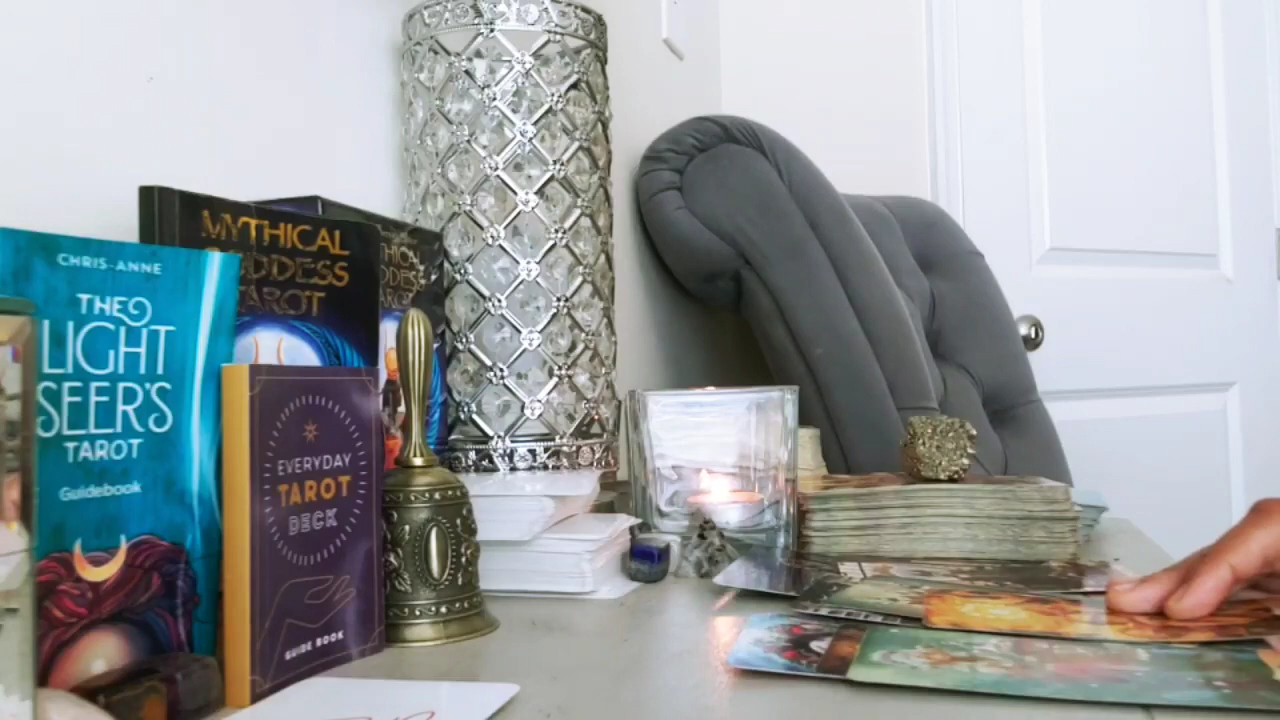 CHRIS-ANNE
THE
LIGHT
SEER'S
TAROT
Guidebook
MYTHICAL
GODDESS
TAROT
EVERYDAY
TAROT
DECK
GUIDE BOOK